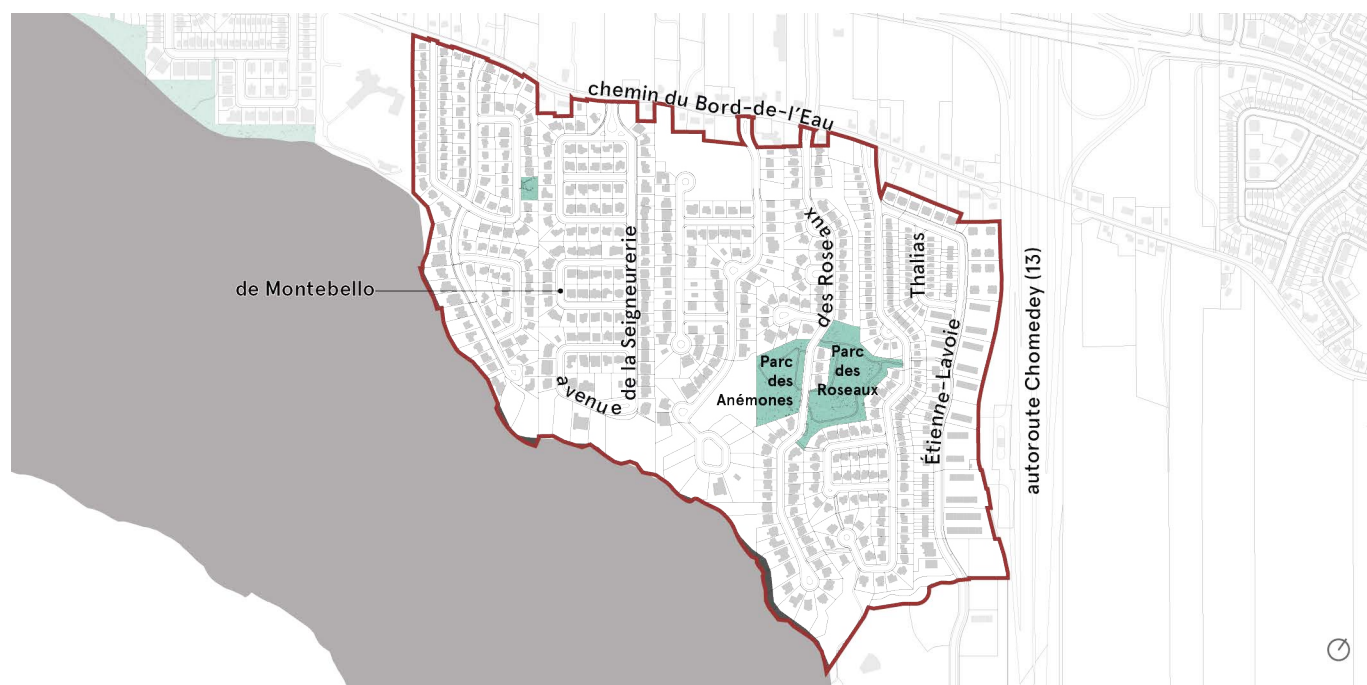 chemin du Bord-de-l'Eau
de Montebello
avenue de la Seigneurerie
des Roseaux
Thalias
Étienne-Lavoie
autoroute Chomedey (13)
Parc
des
Anémones
Parc
des
Roseaux